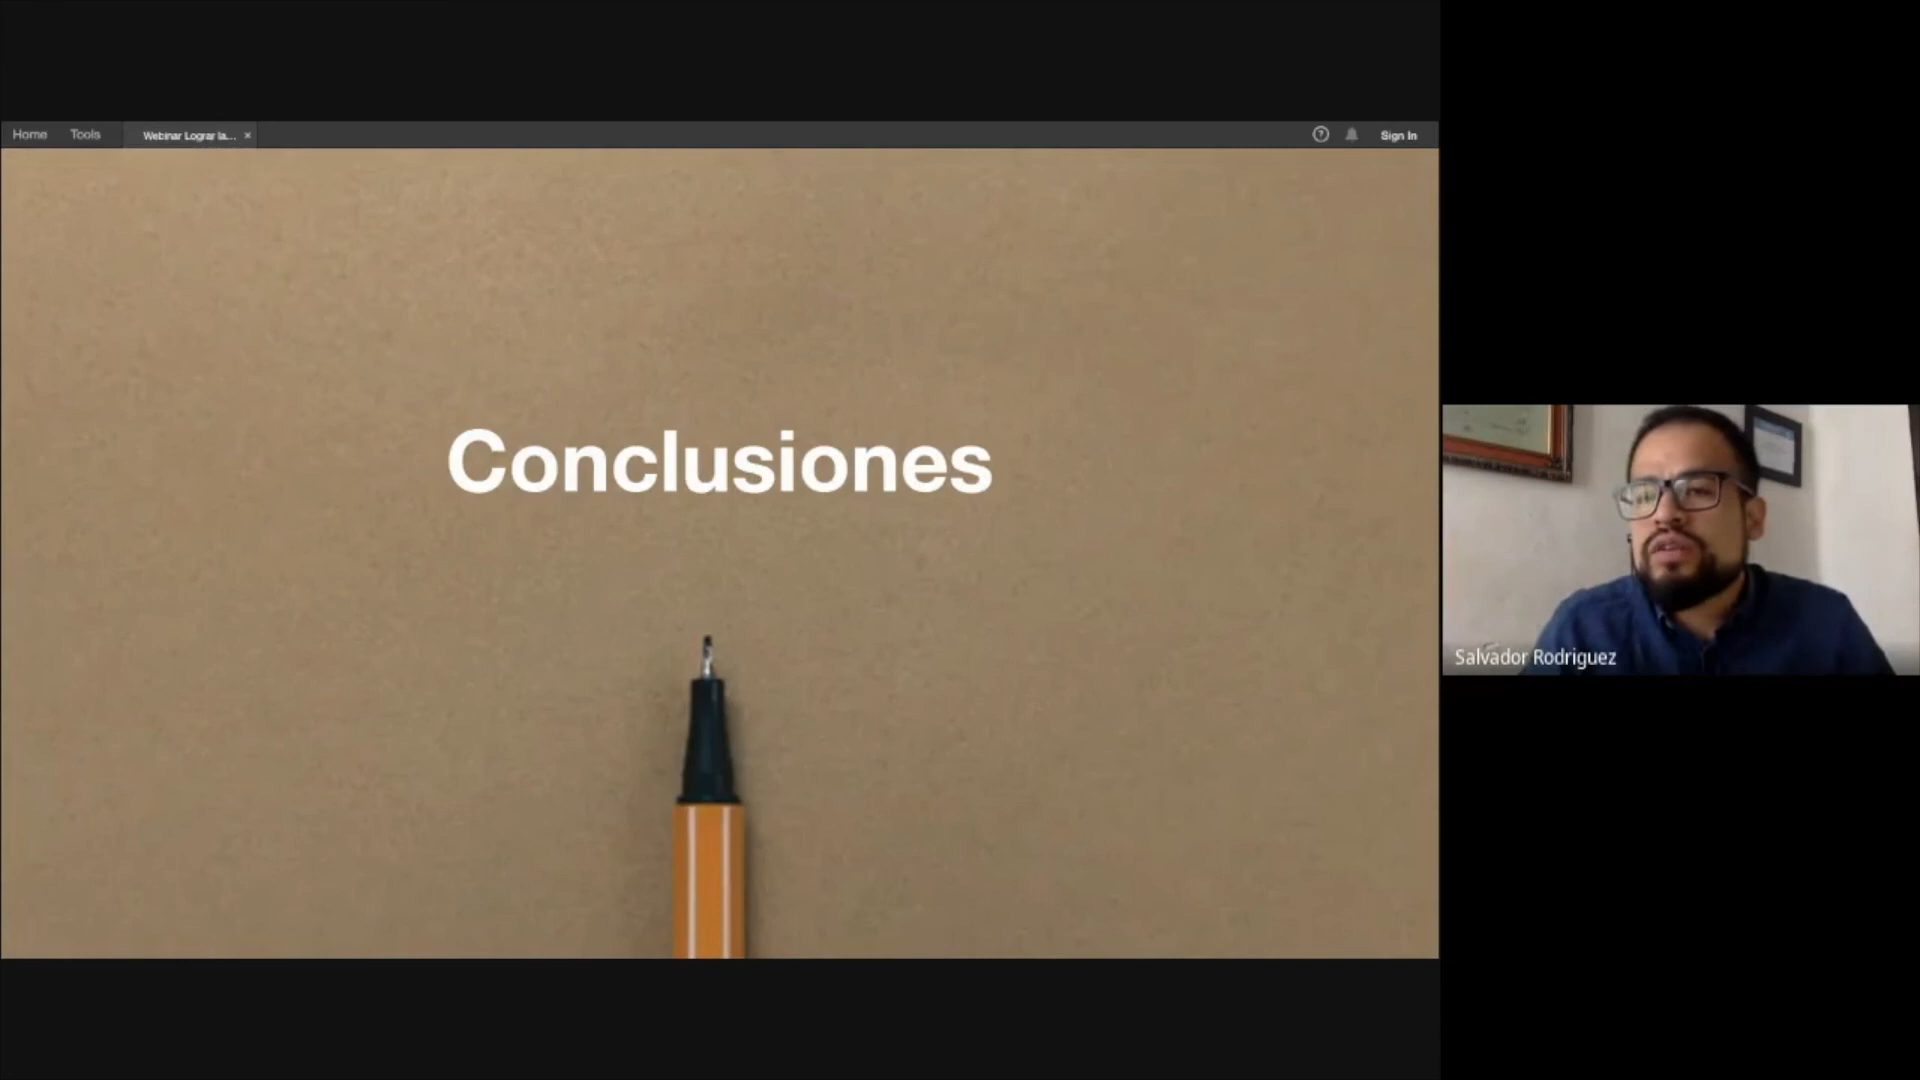 Home Tools Webinar Lograr la... × ? Sign In
Conclusiones
Salvador Rodriguez